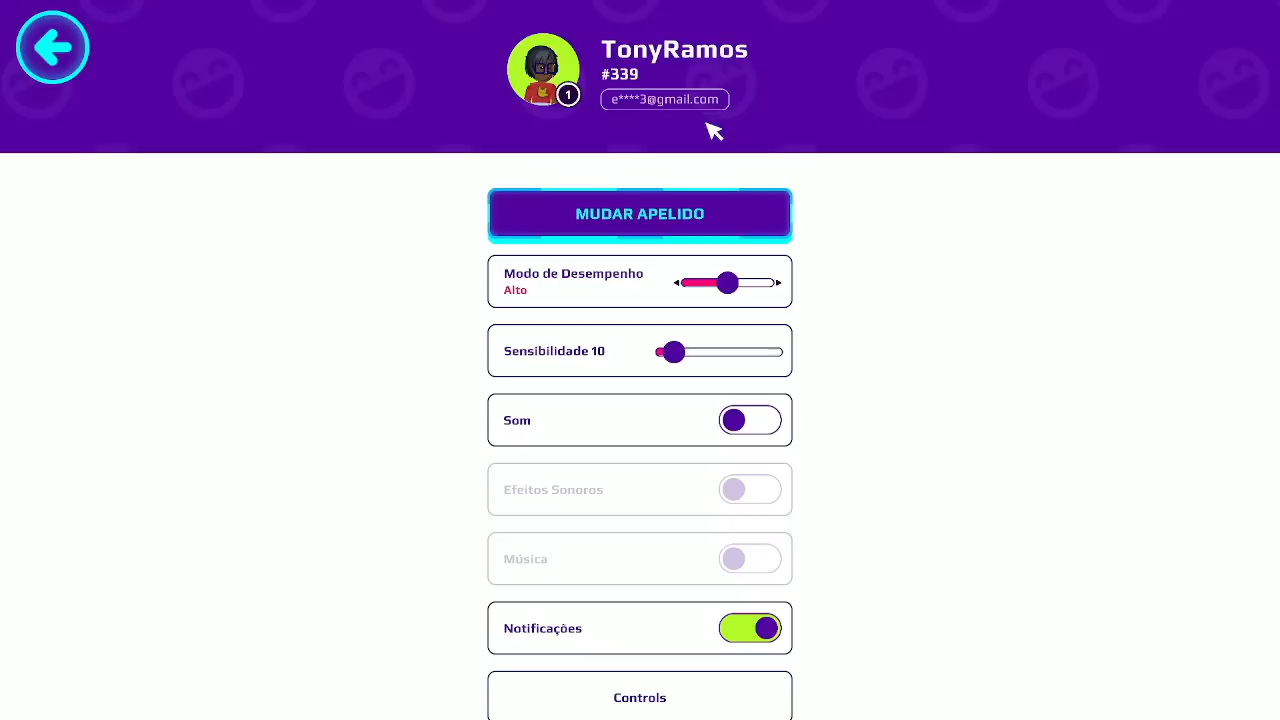 TonyRamos
#339
1
e****3@gmail.com
MUDAR APELIDO
Modo de Desempenho
Alto
Sensibilidade 10
Som
Efeitos Sonoros
Música
Notificações
Controls